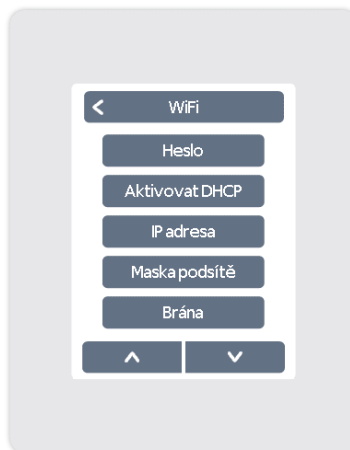 WiFi
Heslo
Aktivovat DHCP
IP adresa
Maska podsítě
Brána